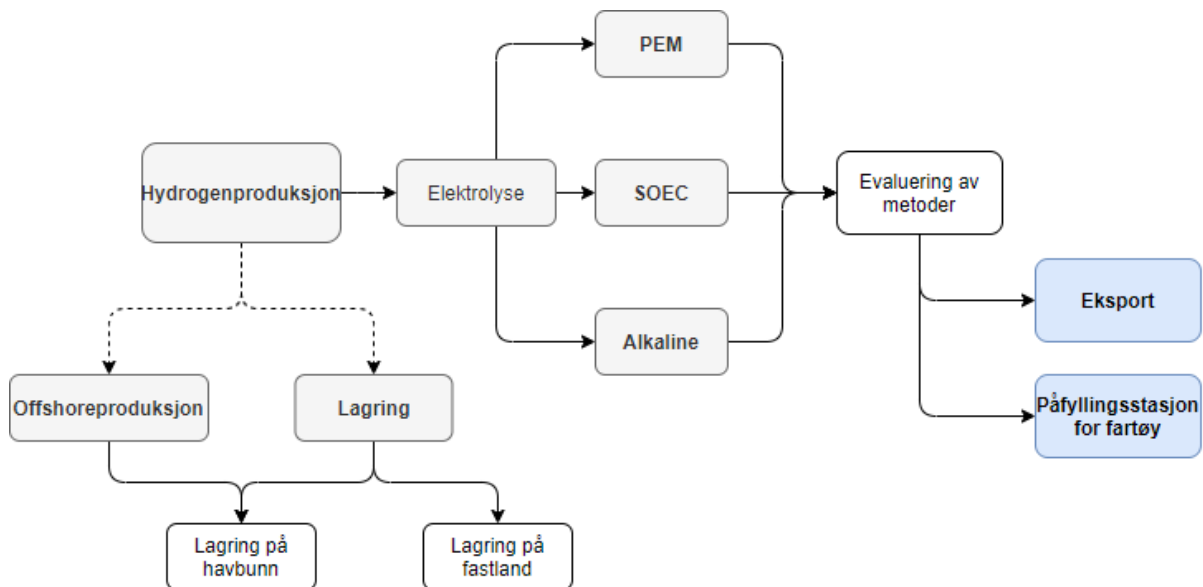 PEM
Hydrogenproduksjon
Elektrolyse
SOEC
Evaluering av
metoder
Eksport
Alkaline
Offshoreproduksjon
Lagring
Påfyllingsstasjon
for fartøy
Lagring på
havbunn
Lagring på
fastland